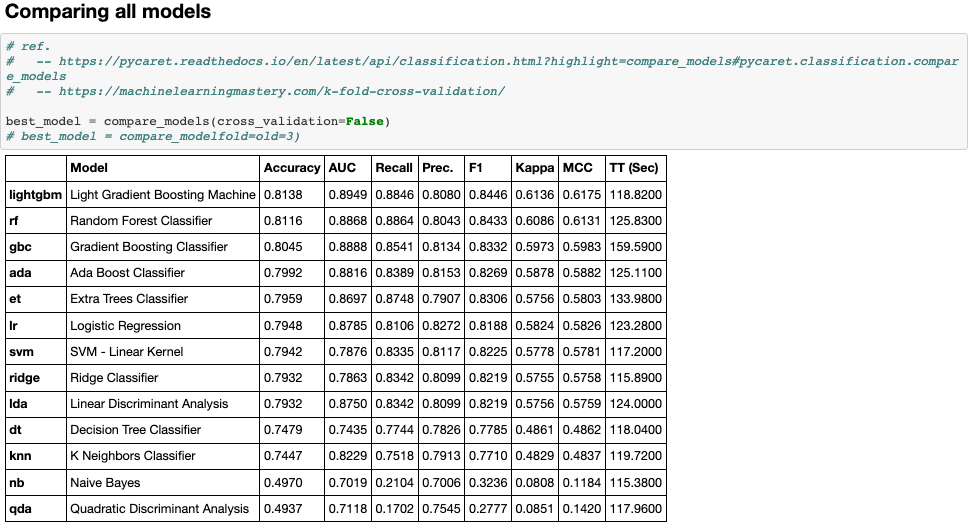 Comparing all models
# ref.
#   -- https://pycaret.readthedocs.io/en/latest/api/classification.html?highlight=compare_models#pycaret.classification.compar
e_models
#   -- https://machinelearningmastery.com/k-fold-cross-validation/
best_model = compare_models(cross_validation=False)
# best_model = compare_modelfold=old=3)
Model Accuracy AUC Recall Prec. F1 Kappa MCC TT (Sec)
lightgbm Light Gradient Boosting Machine 0.8138 0.8949 0.8846 0.8080 0.8446 0.6136 0.6175 118.8200
rf Random Forest Classifier 0.8116 0.8868 0.8864 0.8043 0.8433 0.6086 0.6131 125.8300
gbc Gradient Boosting Classifier 0.8045 0.8888 0.8541 0.8134 0.8332 0.5973 0.5983 159.5900
ada Ada Boost Classifier 0.7992 0.8816 0.8389 0.8153 0.8269 0.5878 0.5882 125.1100
et Extra Trees Classifier 0.7959 0.8697 0.8748 0.7907 0.8306 0.5756 0.5803 133.9800
lr Logistic Regression 0.7948 0.8785 0.8106 0.8272 0.8188 0.5824 0.5826 123.2800
svm SVM - Linear Kernel 0.7942 0.7876 0.8335 0.8117 0.8225 0.5778 0.5781 117.2000
ridge Ridge Classifier 0.7932 0.7863 0.8342 0.8099 0.8219 0.5755 0.5758 115.8900
lda Linear Discriminant Analysis 0.7932 0.8750 0.8342 0.8099 0.8219 0.5756 0.5759 124.0000
dt Decision Tree Classifier 0.7479 0.7435 0.7744 0.7826 0.7785 0.4861 0.4862 118.0400
knn K Neighbors Classifier 0.7447 0.8229 0.7518 0.7913 0.7710 0.4829 0.4837 119.7200
nb Naive Bayes 0.4970 0.7019 0.2104 0.7006 0.3236 0.0808 0.1184 115.3800
qda Quadratic Discriminant Analysis 0.4937 0.7118 0.1702 0.7545 0.2777 0.0851 0.1420 117.9600